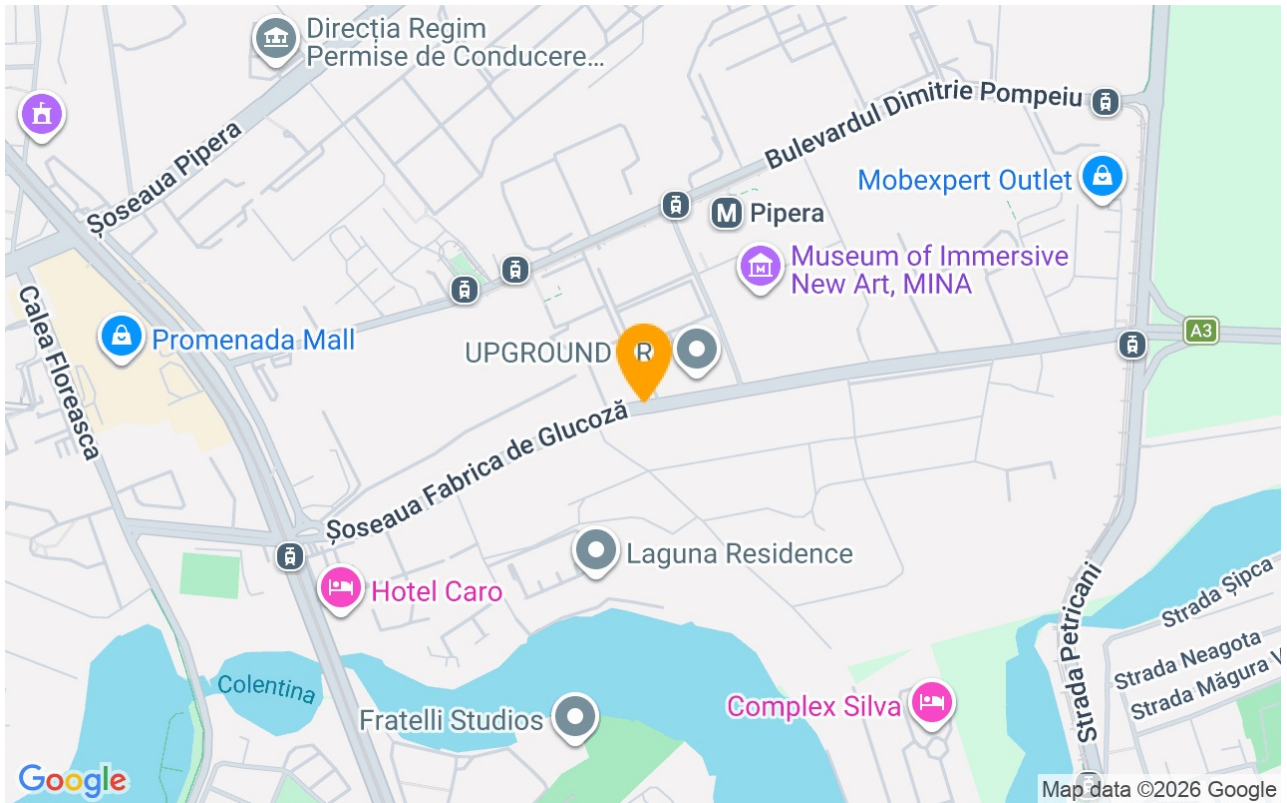 Direcția Regim
Permise de Conducere...
Șoseaua Pipera
Bulevardul Dimitrie Pompeiu
Mobexpert Outlet
M Pipera
Museum of Immersive
New Art, MINA
Calea Floreasca
Promenada Mall
UPGROUND R
A3
Șoseaua Fabrica de Glucoză
Laguna Residence
Hotel Caro
Strada Petricani
Strada Șipca
Strada Neagota
Strada Măgura V
Colentina
Fratelli Studios
Complex Silva
Google
Map data ©2026 Google